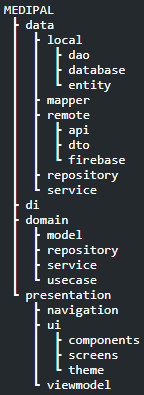 MEDIPAL
├ data
│ ├ local
│ │ ├ dao
│ │ ├ database
│ │ └ entity
│ ├ mapper
│ ├ remote
│ │ ├ api
│ │ ├ dto
│ │ └ firebase
│ ├ repository
│ └ service
├ di
├ domain
│ ├ model
│ ├ repository
│ ├ service
│ └ usecase
└ presentation
├ navigation
├ ui
│ ├ components
│ ├ screens
│ └ theme
└ viewmodel